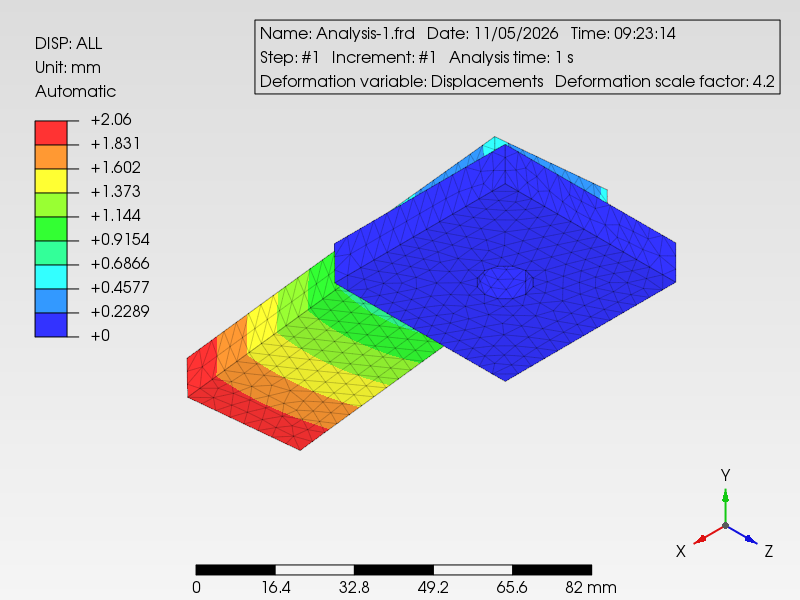 DISP: ALL
Unit: mm
Automatic
Name: Analysis-1.frd Date: 11/05/2026 Time: 09:23:14
Step: #1 Increment: #1 Analysis time: 1 s
Deformation variable: Displacements Deformation scale factor: 4.2
+2.06
+1.831
+1.602
+1.373
+1.144
+0.9154
+0.6866
+0.4577
+0.2289
+0
Y
X
Z
0 16.4 32.8 49.2 65.6 82 mm